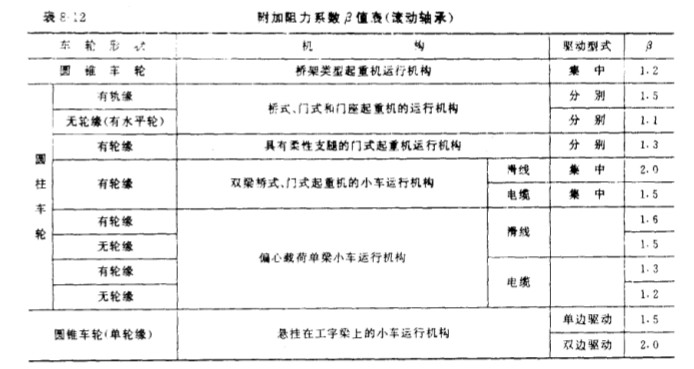 表 8-12 附加阻力系数 β 值表(滚动轴承)
车轮形式 机构 驱动型式 β
圆锥车轮 桥架类型起重机运行机构 集中 1.2
圆柱车轮
有轨缘 桥式、门式和门座起重机的运行机构 分别 1.5
无轮缘(有水平轮) 分别 1.1
有轮缘 具有柔性支腿的门式起重机运行机构 分别 1.3
有轮缘 双梁桥式、门式起重机的小车运行机构 滑线 集中 2.0
电缆 集中 1.5
有轮缘 偏心载荷单梁小车运行机构 滑线 1.6
无轮缘 1.5
有轮缘 电缆 1.3
无轮缘 1.2
圆锥车轮(单轮缘) 悬挂在工字梁上的小车运行机构 单边驱动 1.5
双边驱动 2.0